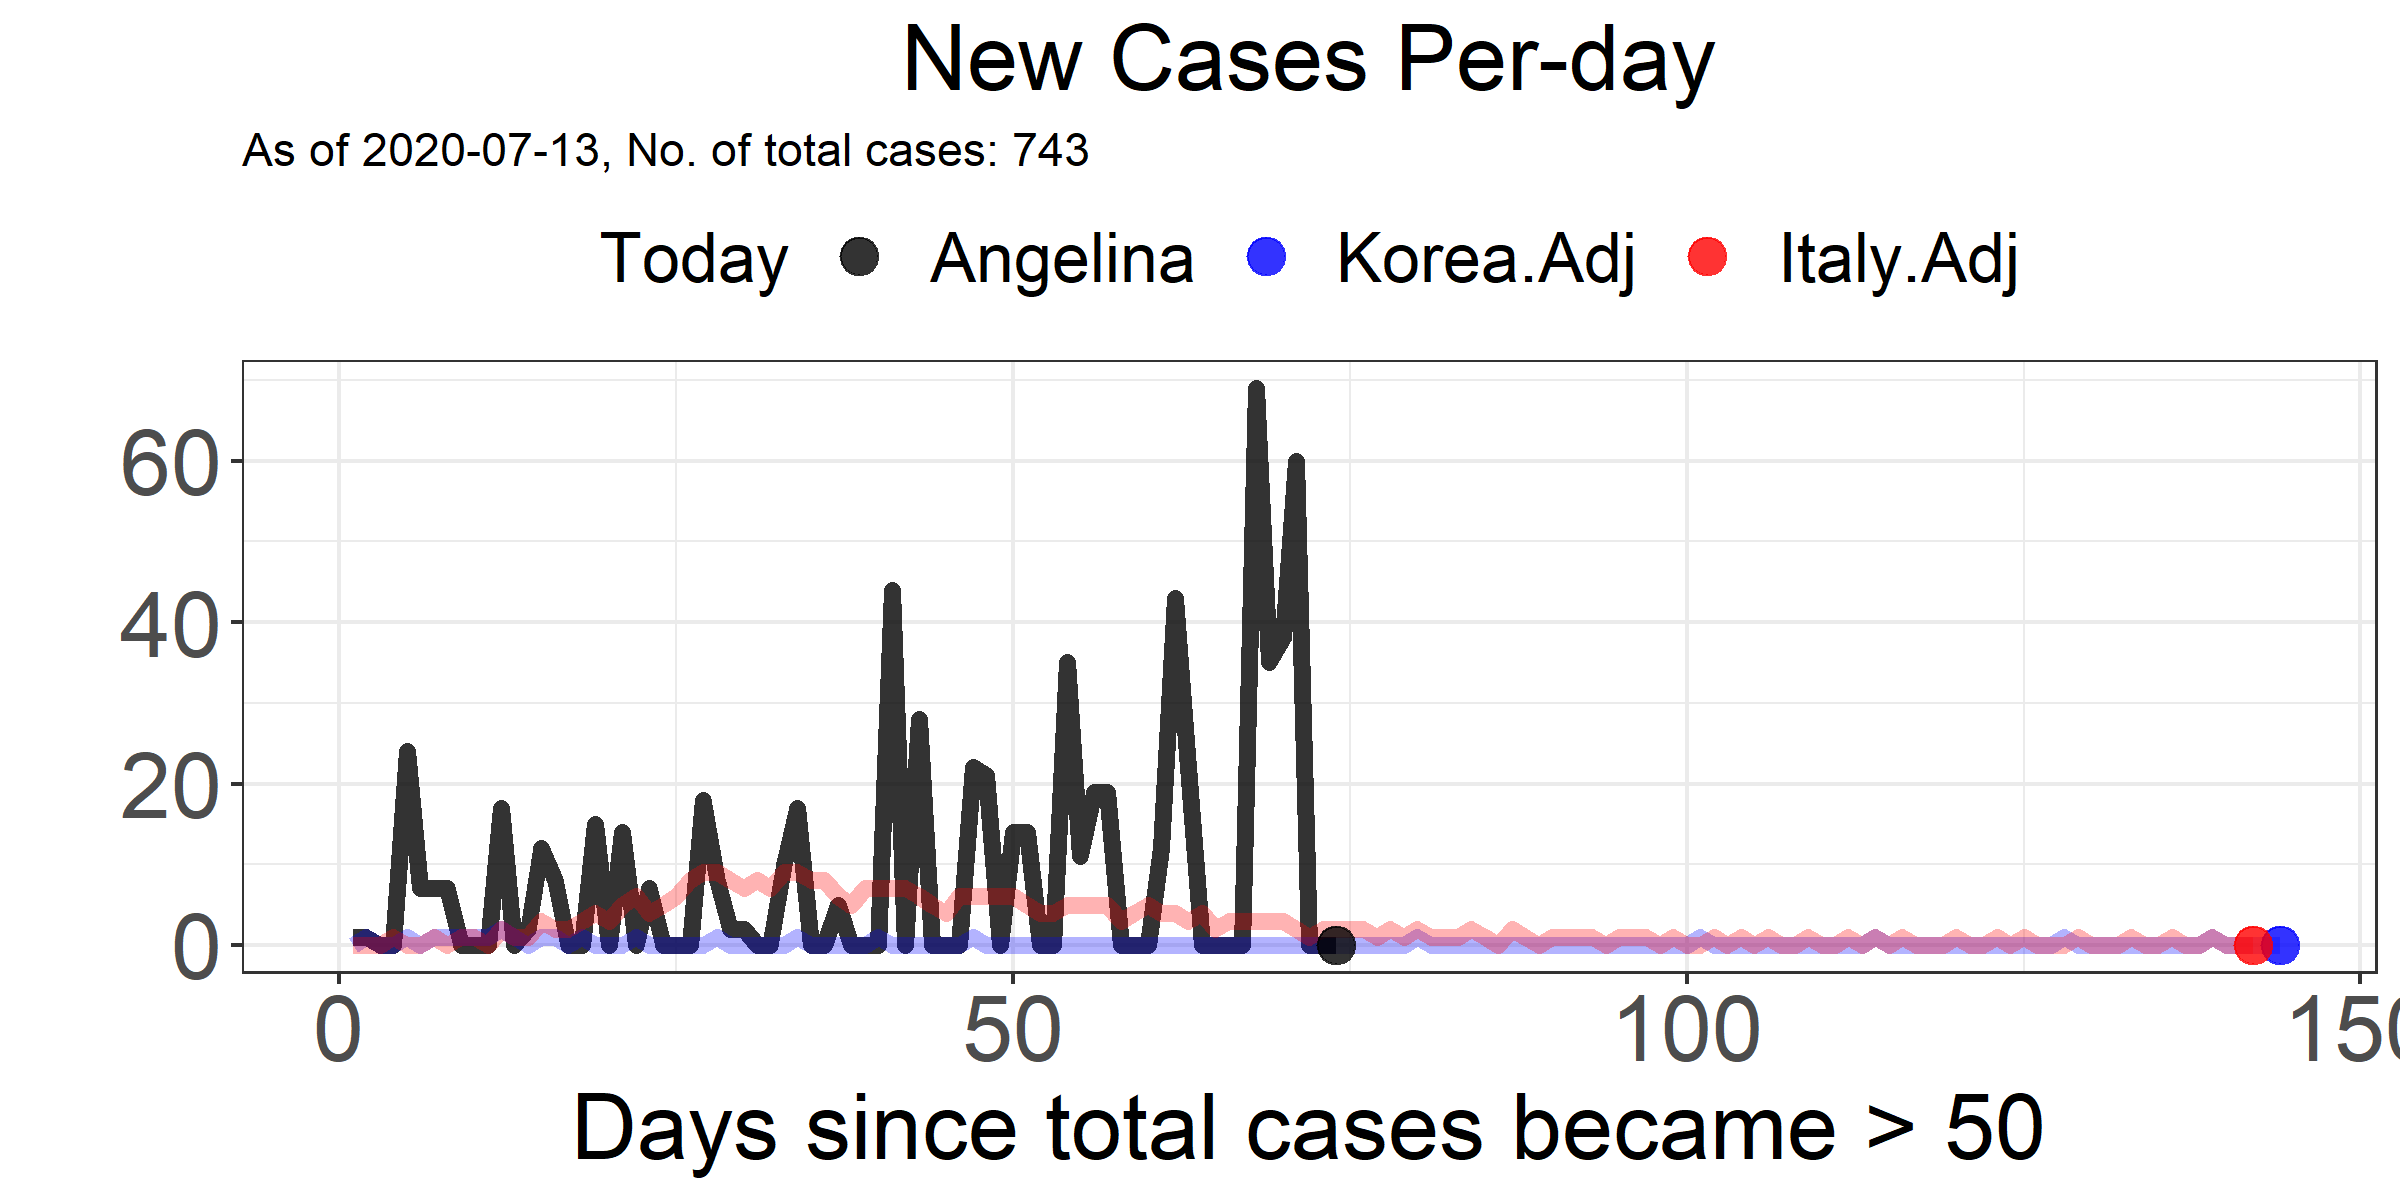 New Cases Per-day
As of 2020-07-13, No. of total cases: 743
Today Angelina Korea.Adj Italy.Adj
60
40
20
0
0 50 100 150
Days since total cases became > 50